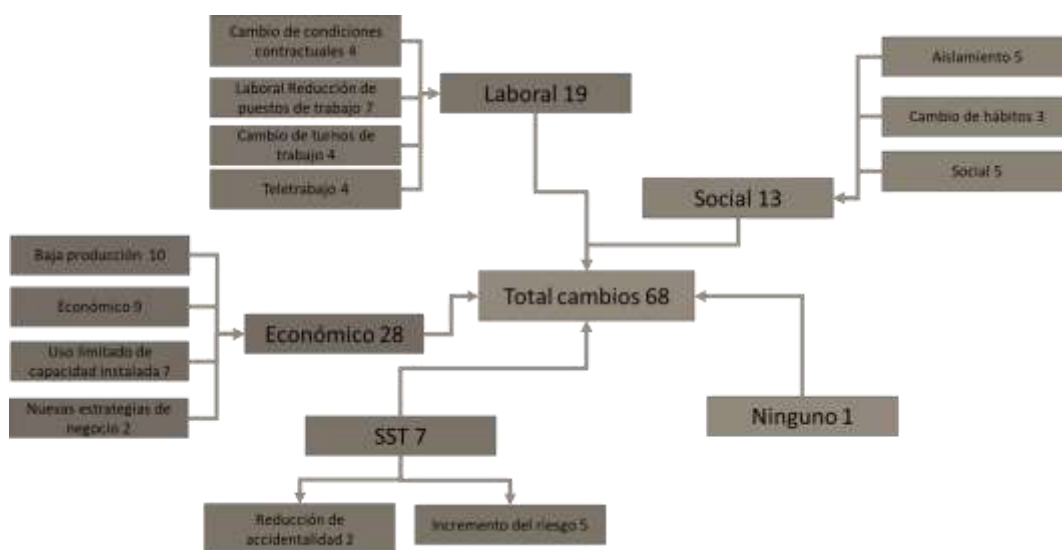 Cambio de condiciones
contractuales 4
Laboral Reducción de
puestos de trabajo 7
Cambio de turnos de
trabajo 4
Teletrabajo 4
Laboral 19
Aislamiento 5
Cambio de hábitos 3
Social 5
Social 13
Baja producción 10
Económico 9
Uso limitado de
capacidad instalada 7
Nuevas estrategias de
negocio 2
Económico 28
Total cambios 68
SST 7
Ninguno 1
Reducción de
accidentalidad 2
Incremento del riesgo 5